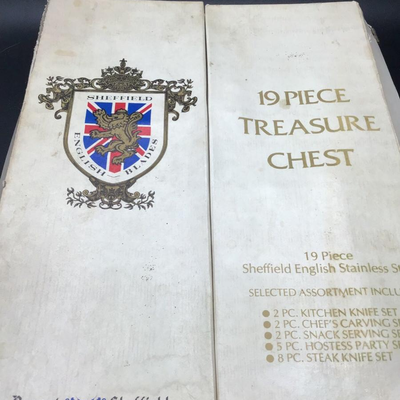 SHEFFIELD
ENGLISH BLADES
19 PIECE
TREASURE
CHEST
19 Piece
Sheffield English Stainless
SELECTED ASSORTMENT
● 2 PC. KITCHEN KNIFE SET
● 2 PC. CHEF'S CARVING
● 2 PC. SNACK SERVING
● 5 PC. HOSTESS PARTY
● 8 PC. STEAK KNIFE SET